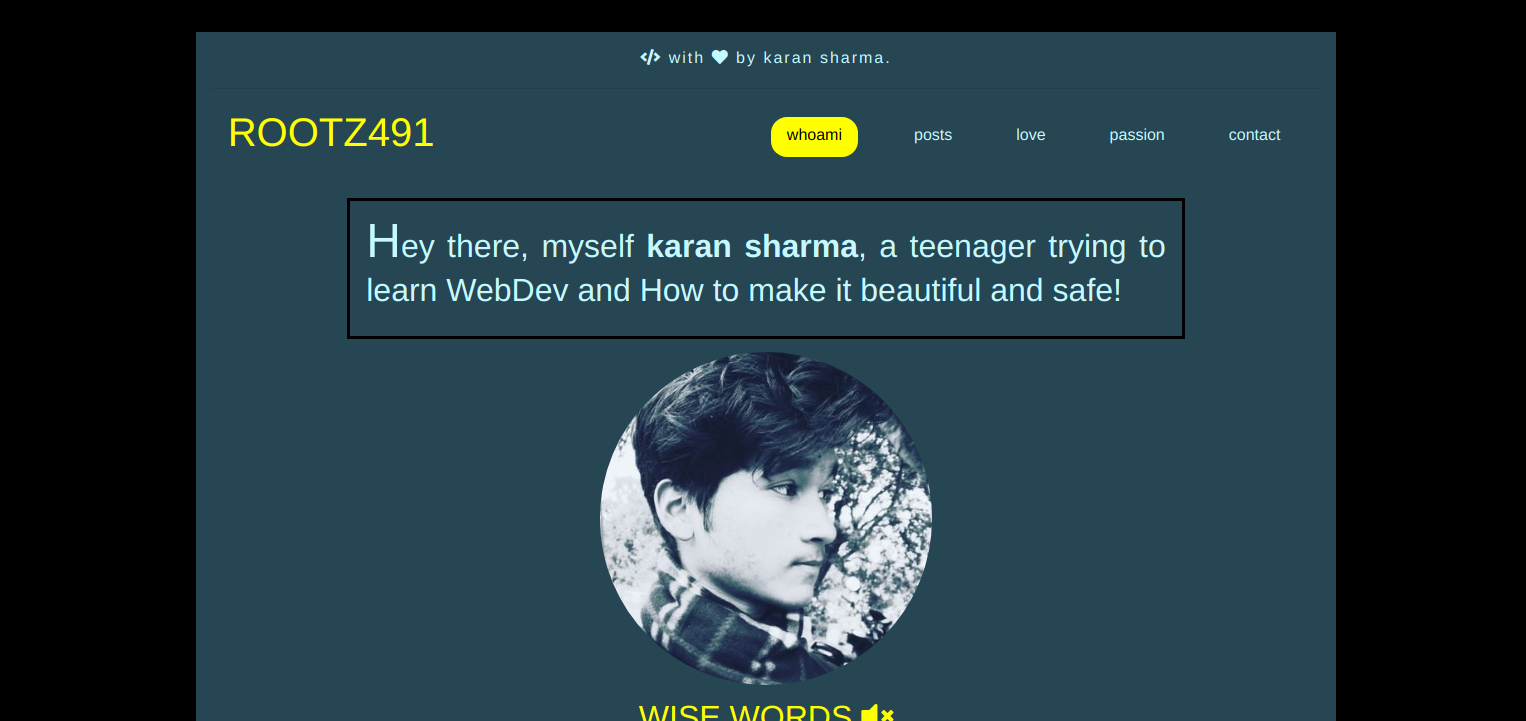 with by karan sharma.
ROOTZ491
whoami posts love passion contact
Hey there, myself karan sharma, a teenager trying to
learn WebDev and How to make it beautiful and safe!
WISE WORDS